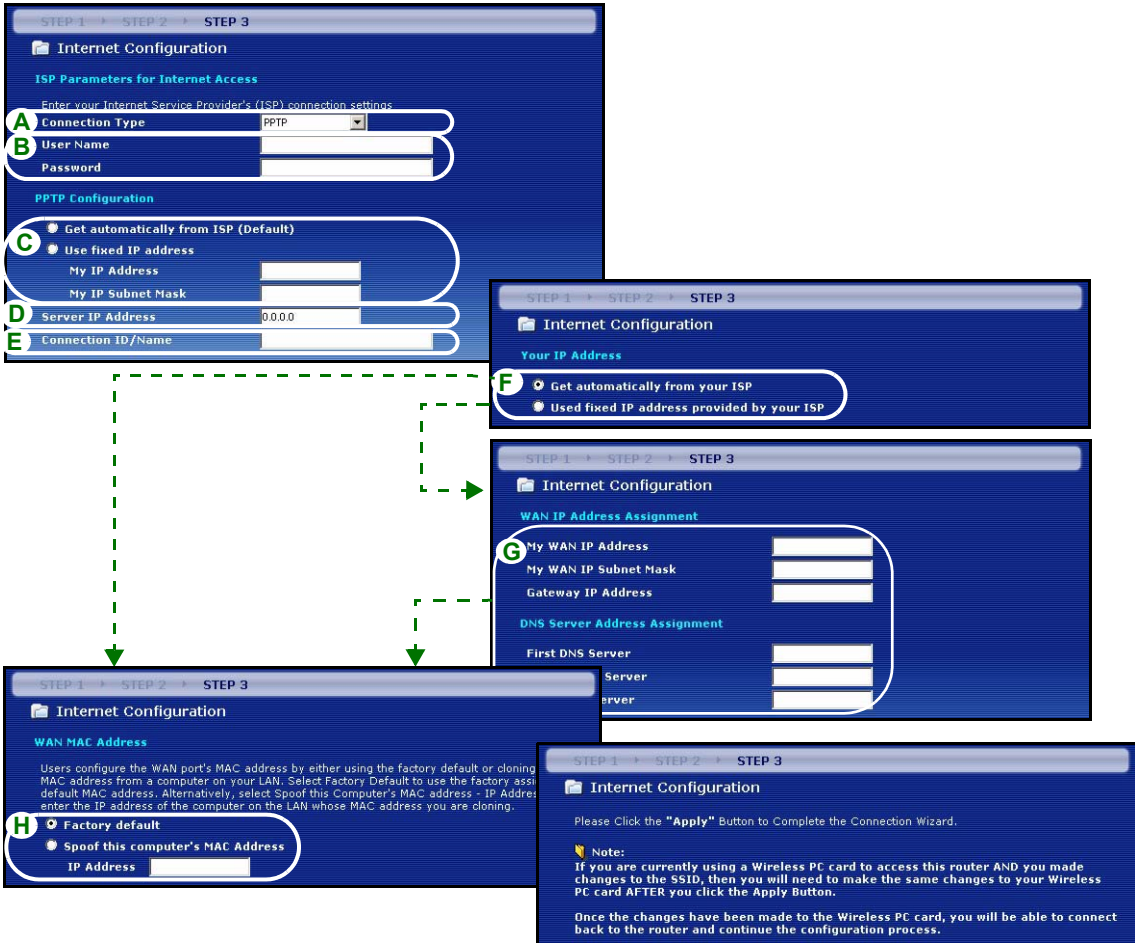 STEP 1 STEP 2 STEP 3
Internet Configuration
ISP Parameters for Internet Access
Enter your Internet Service Provider's (ISP) connection settings
A Connection Type PPTP
B User Name
Password
PPTP Configuration
Get automatically from ISP (Default)
C Use fixed IP address
My IP Address
My IP Subnet Mask
D Server IP Address 0.0.0.0
E Connection ID/Name
STEP 1 STEP 2 STEP 3
Internet Configuration
Your IP Address
F Get automatically from your ISP
Used fixed IP address provided by your ISP
STEP 1 STEP 2 STEP 3
Internet Configuration
WAN IP Address Assignment
G My WAN IP Address
My WAN IP Subnet Mask
Gateway IP Address
DNS Server Address Assignment
First DNS Server
Server
erver
STEP 1 STEP 2 STEP 3
Internet Configuration
WAN MAC Address
Users configure the WAN port's MAC address by either using the factory default or cloning
MAC address from a computer on your LAN. Select Factory Default to use the factory assi
default MAC address. Alternatively, select Spoof this Computer's MAC address - IP Addre
enter the IP address of the computer on the LAN whose MAC address you are cloning.
H Factory default
Spoof this computer's MAC Address
IP Address
STEP 1 STEP 2 STEP 3
Internet Configuration
Please Click the "Apply" Button to Complete the Connection Wizard.
Note:
If you are currently using a Wireless PC card to access this router AND you made
changes to the SSID, then you will need to make the same changes to your Wireless
PC card AFTER you click the Apply Button.
Once the changes have been made to the Wireless PC card, you will be able to connect
back to the router and continue the configuration process.